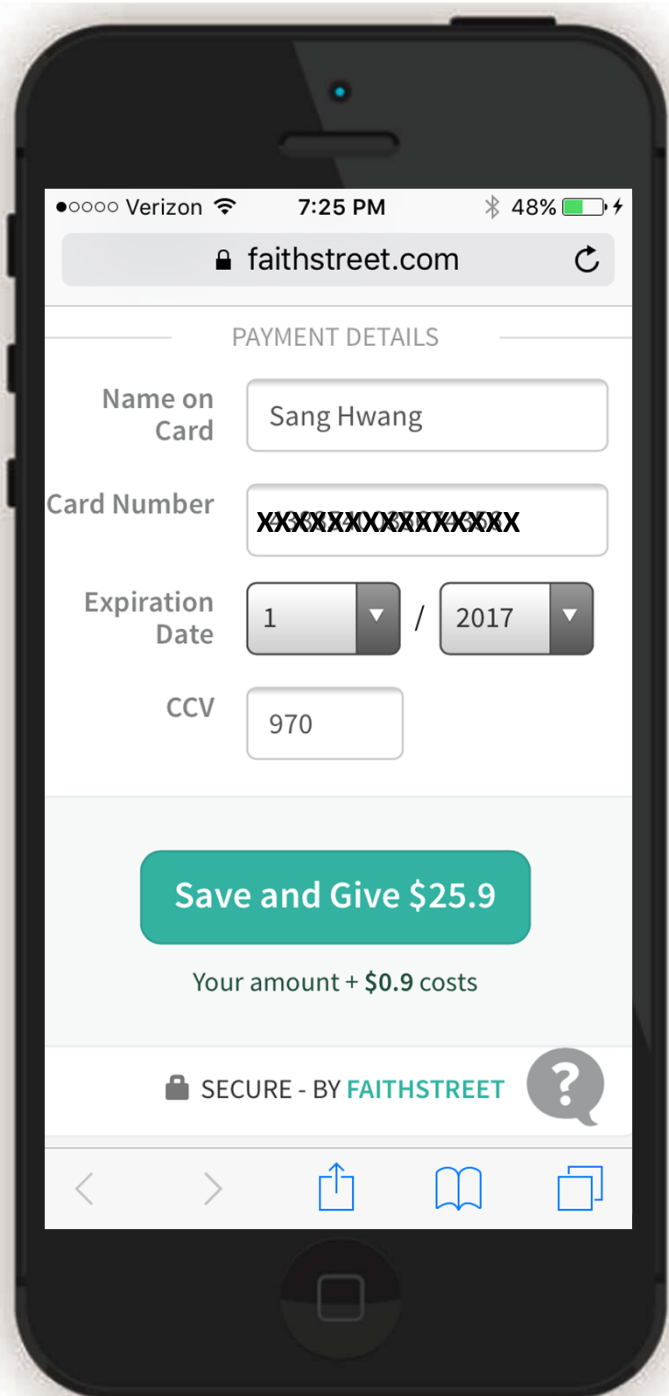 Verizon 7:25 PM 48%
faithstreet.com
PAYMENT DETAILS
Name on
Card
Sang Hwang
Card Number
XXXXXXXXXXXXXXX
Expiration
Date
1 / 2017
CCV
970
Save and Give $25.9
Your amount + $0.9 costs
SECURE - BY FAITHSTREET
?